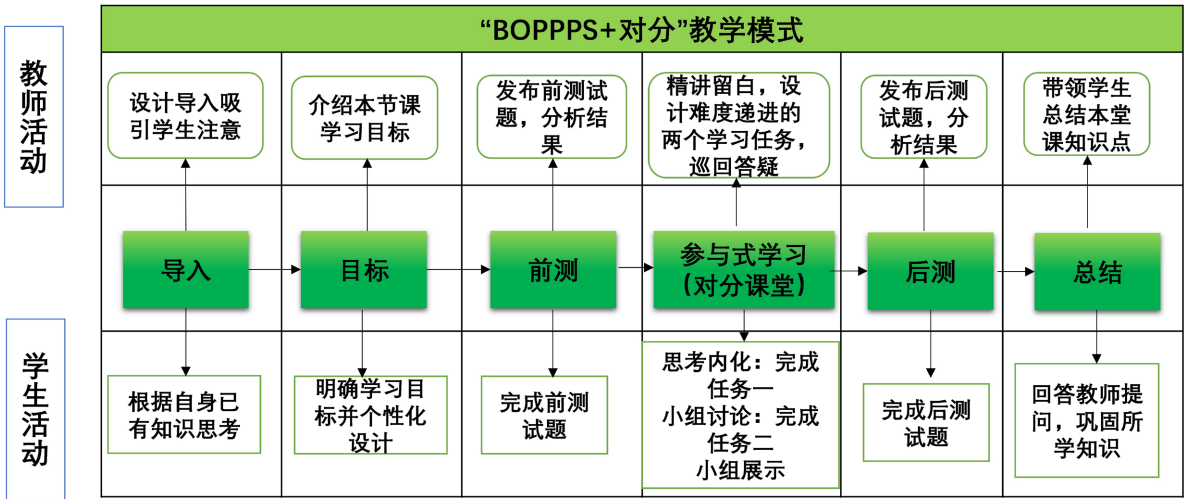 “BOPPPS+对分”教学模式
教师活动
设计导入吸
引学生注意
介绍本节课
学习目标
发布前测试
题，分析结
果
精讲留白，设
计难度递进的
两个学习任务，
巡回答疑
发布后测
试题，分
析结果
带领学生
总结本堂
课知识点
导入
目标
前测
参与式学习
（对分课堂）
后测
总结
学生活动
根据自身已
有知识思考
明确学习目
标并个性化
设计
完成前测
试题
思考内化：完成
任务一
小组讨论：完成
任务二
小组展示
完成后测
试题
回答教师提
问，巩固所
学知识